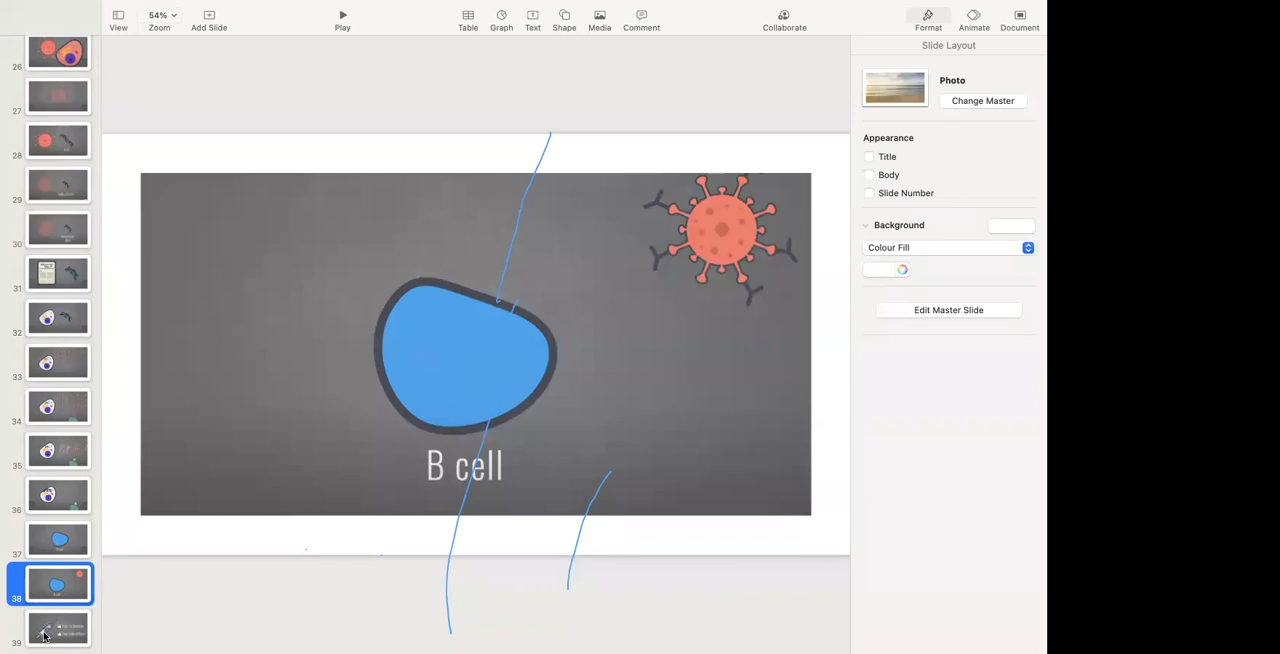 View
54%
Zoom
Add Slide
Play
Table
Graph
Text
Shape
Media
Comment
Collaborate
Format
Animate
Document
Slide Layout
Photo
Change Master
Appearance
Title
Body
Slide Number
Background
Colour Fill
Edit Master Slide
B cell
26
27
28
29
30
31
32
33
34
35
36
37
38
39